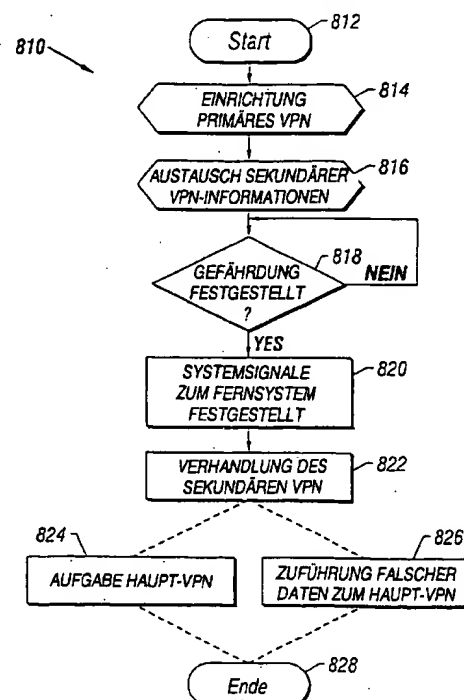 812
Start
810
814
EINRICHTUNG
PRIMÄRES VPN
816
AUSTAUSCH SEKUNDÄRER
VPN-INFORMATIONEN
818
GEFÄHRDUNG
FESTGESTELLT
?
NEIN
YES
SYSTEMSIGNALE
ZUM FERNSYSTEM
FESTGESTELLT
820
VERHANDLUNG DES
SEKUNDÄREN VPN
822
824
826
AUFGABE HAUPT-VPN
ZUFÜHRUNG FALSCHER
DATEN ZUM HAUPT-VPN
828
Ende